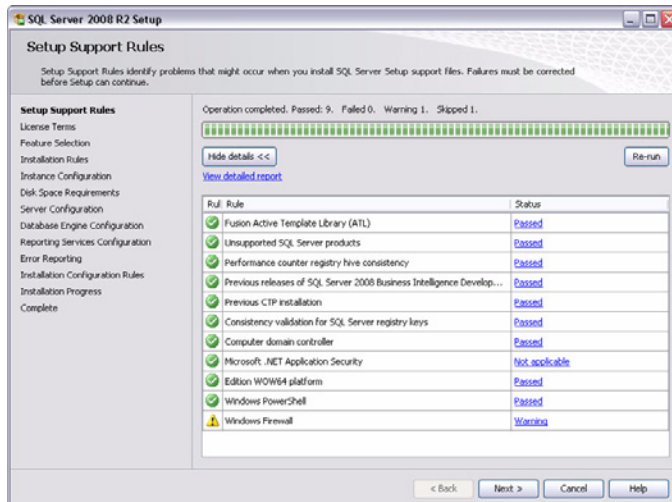 SQL Server 2008 R2 Setup
Setup Support Rules
Setup Support Rules identify problems that might occur when you install SQL Server Setup support files. Failures must be corrected
before Setup can continue.
Setup Support Rules
License Terms
Feature Selection
Installation Rules
Instance Configuration
Disk Space Requirements
Server Configuration
Database Engine Configuration
Reporting Services Configuration
Error Reporting
Installation Configuration Rules
Installation Progress
Complete
Operation completed. Passed: 9. Failed 0. Warning 1. Skipped 1.
Hide details <<
Re-run
View detailed report
Rul Rule Status
Fusion Active Template Library (ATL) Passed
Unsupported SQL Server products Passed
Performance counter registry hive consistency Passed
Previous releases of SQL Server 2008 Business Intelligence Develop... Passed
Previous CTP installation Passed
Consistency validation for SQL Server registry keys Passed
Computer domain controller Passed
Microsoft .NET Application Security Not applicable
Edition WOW64 platform Passed
Windows PowerShell Passed
Windows Firewall Warning
< Back Next > Cancel Help